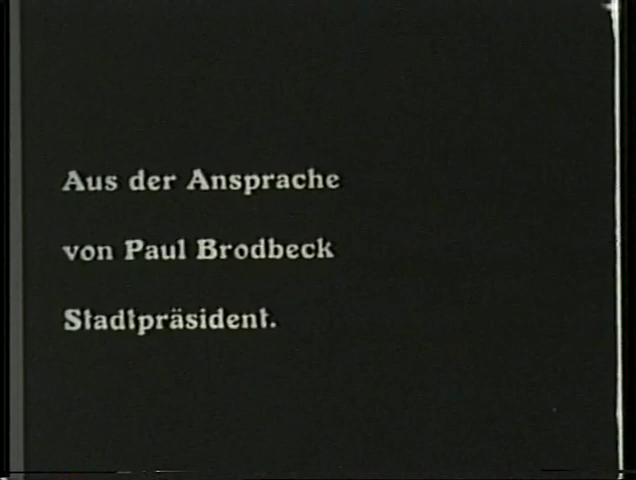 Aus der Ansprache
von Paul Brodbeck
Stadtpräsident.